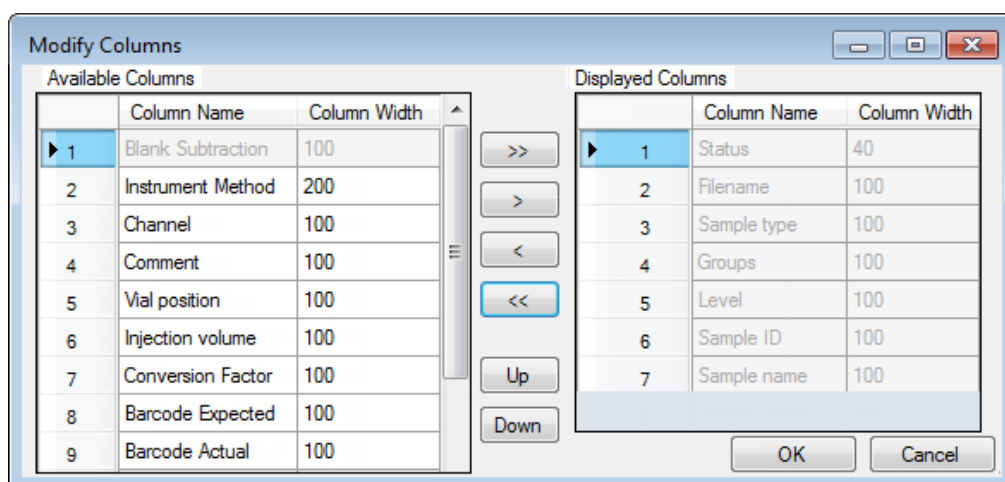 Modify Columns
Available Columns
Column Name Column Width
1 Blank Subtraction 100
2 Instrument Method 200
3 Channel 100
4 Comment 100
5 Vial position 100
6 Injection volume 100
7 Conversion Factor 100
8 Barcode Expected 100
9 Barcode Actual 100
>>
>
<
<<
Up
Down
Displayed Columns
Column Name Column Width
1 Status 40
2 Filename 100
3 Sample type 100
4 Groups 100
5 Level 100
6 Sample ID 100
7 Sample name 100
OK Cancel